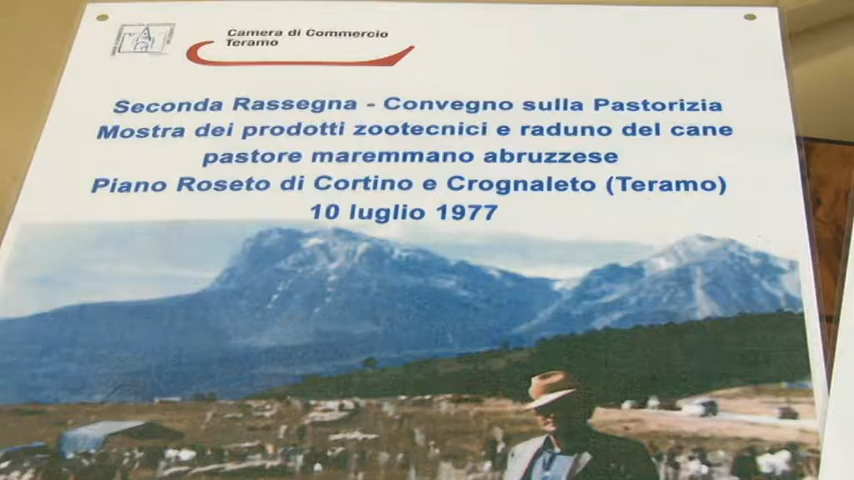 Camera di Commercio
Teramo
Seconda Rassegna - Convegno sulla Pastorizia
Mostra dei prodotti zootecnici e raduno del cane
pastore maremmano abruzzese
Piano Roseto di Cortino e Crognaleto (Teramo)
10 luglio 1977